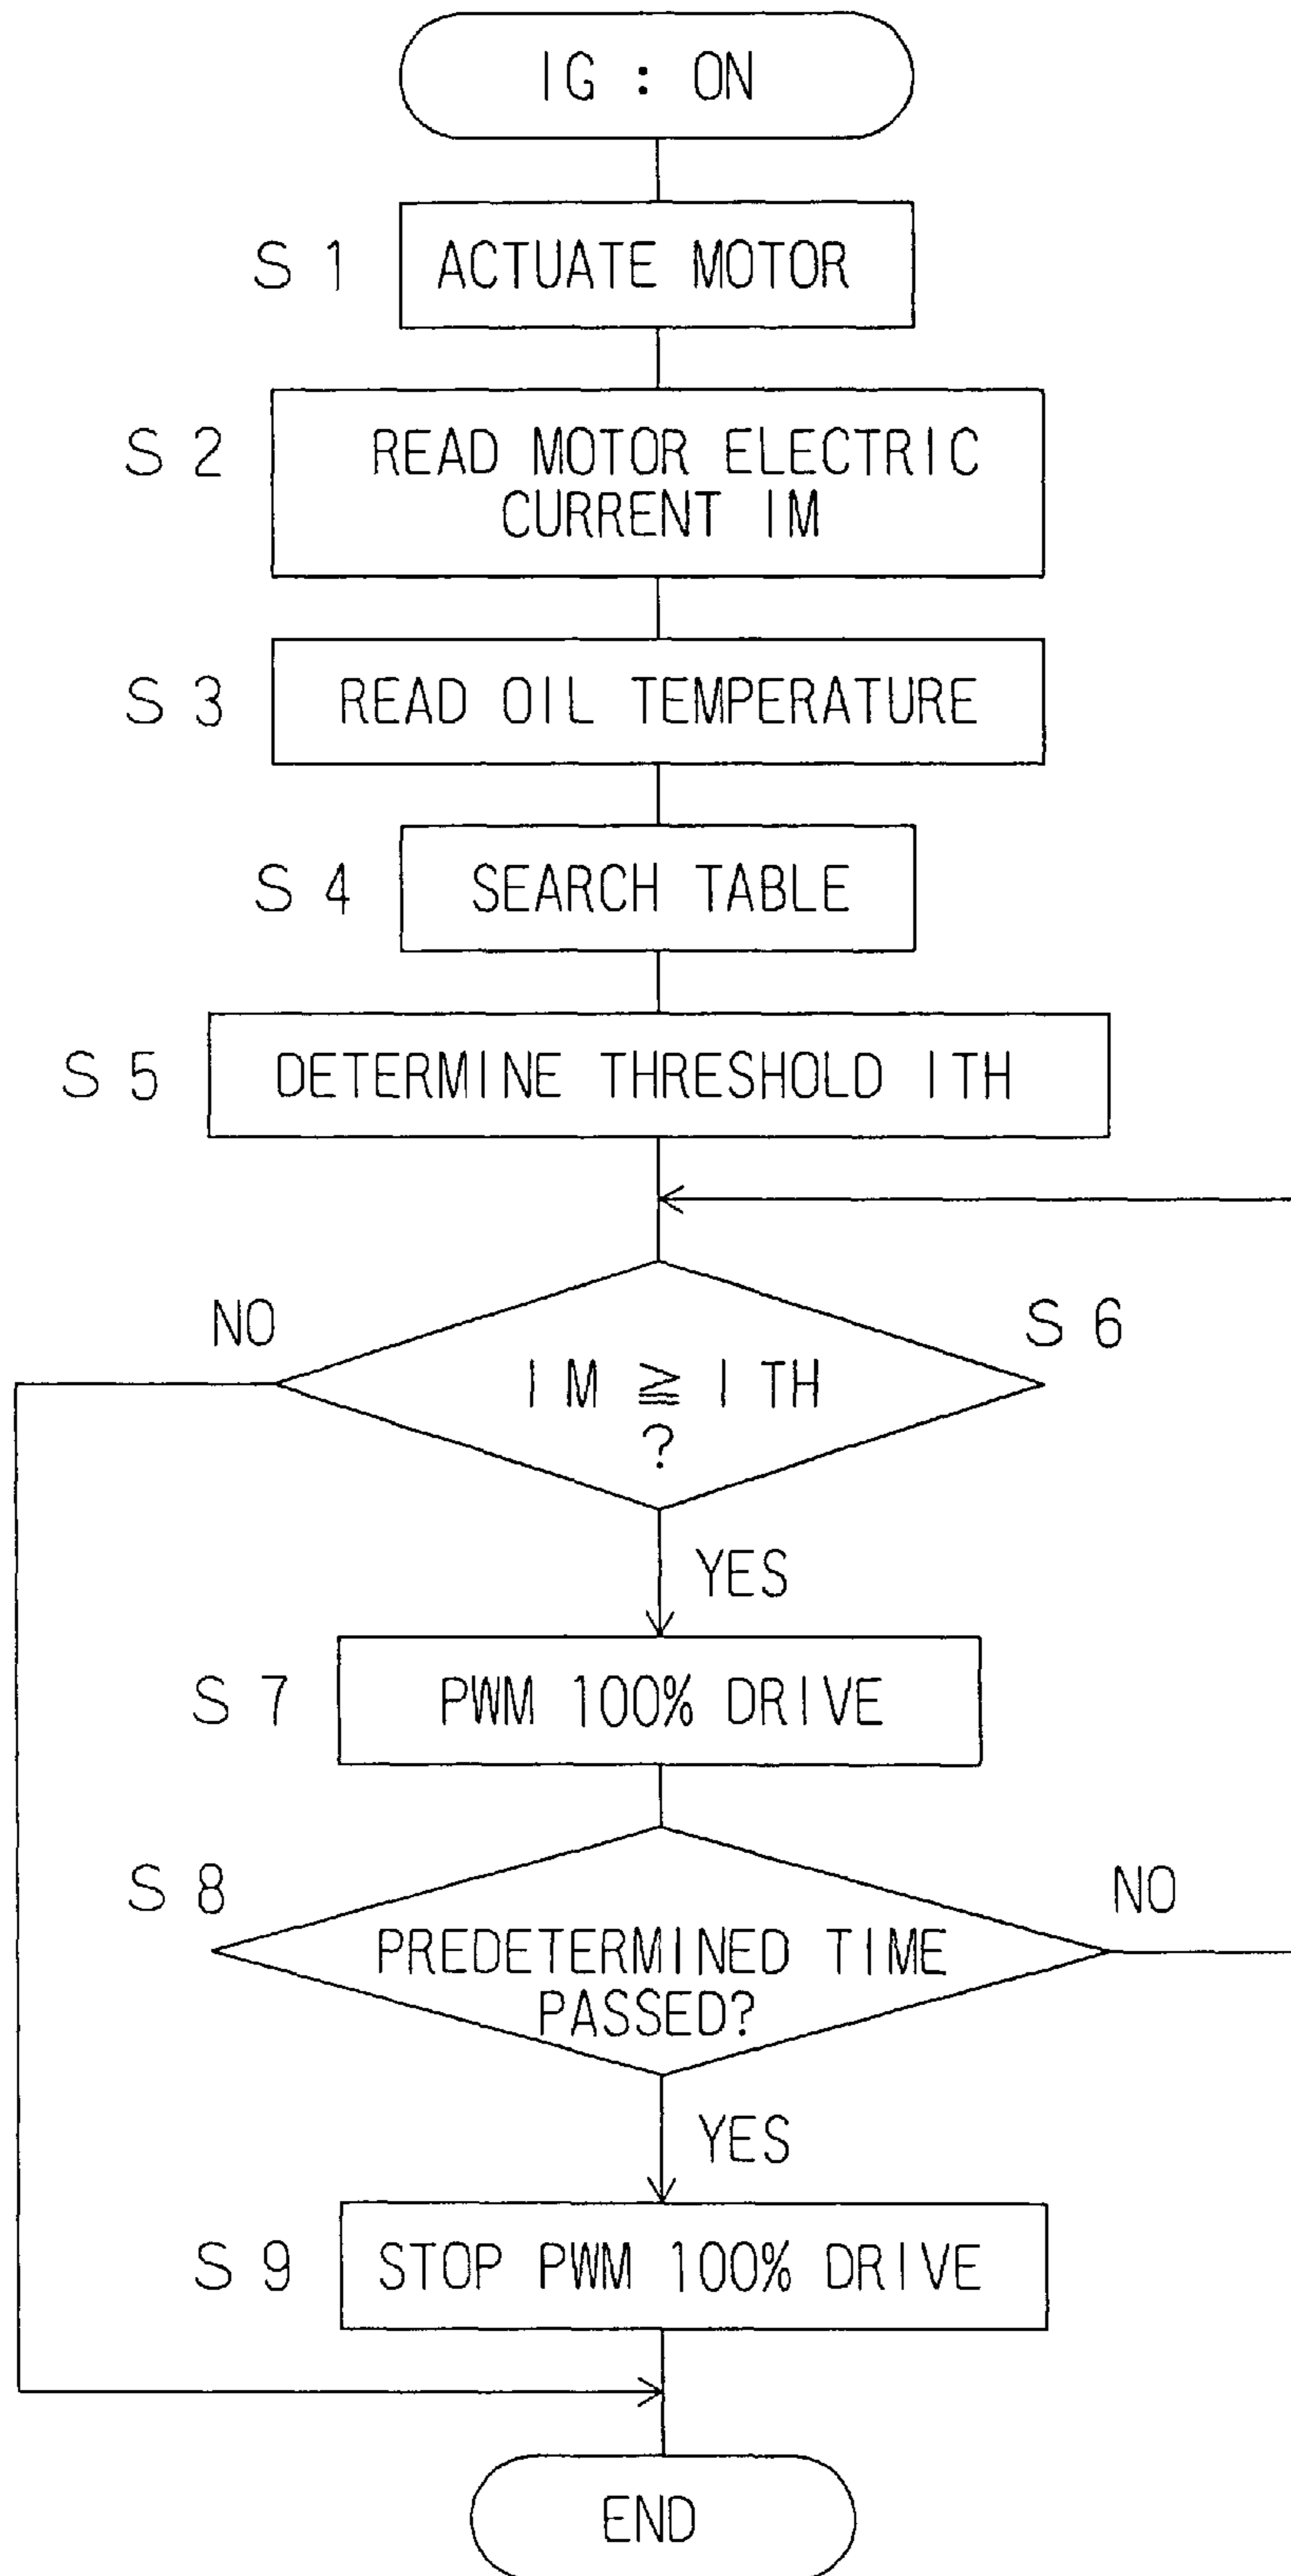 IG : ON
S 1
ACTUATE MOTOR
S 2
READ MOTOR ELECTRIC
CURRENT IM
S 3
READ OIL TEMPERATURE
S 4
SEARCH TABLE
S 5
DETERMINE THRESHOLD ITH
NO
S 6
IM ≧ ITH
?
YES
S 7
PWM 100% DRIVE
S 8
NO
PREDETERMINED TIME
PASSED?
YES
S 9
STOP PWM 100% DRIVE
END